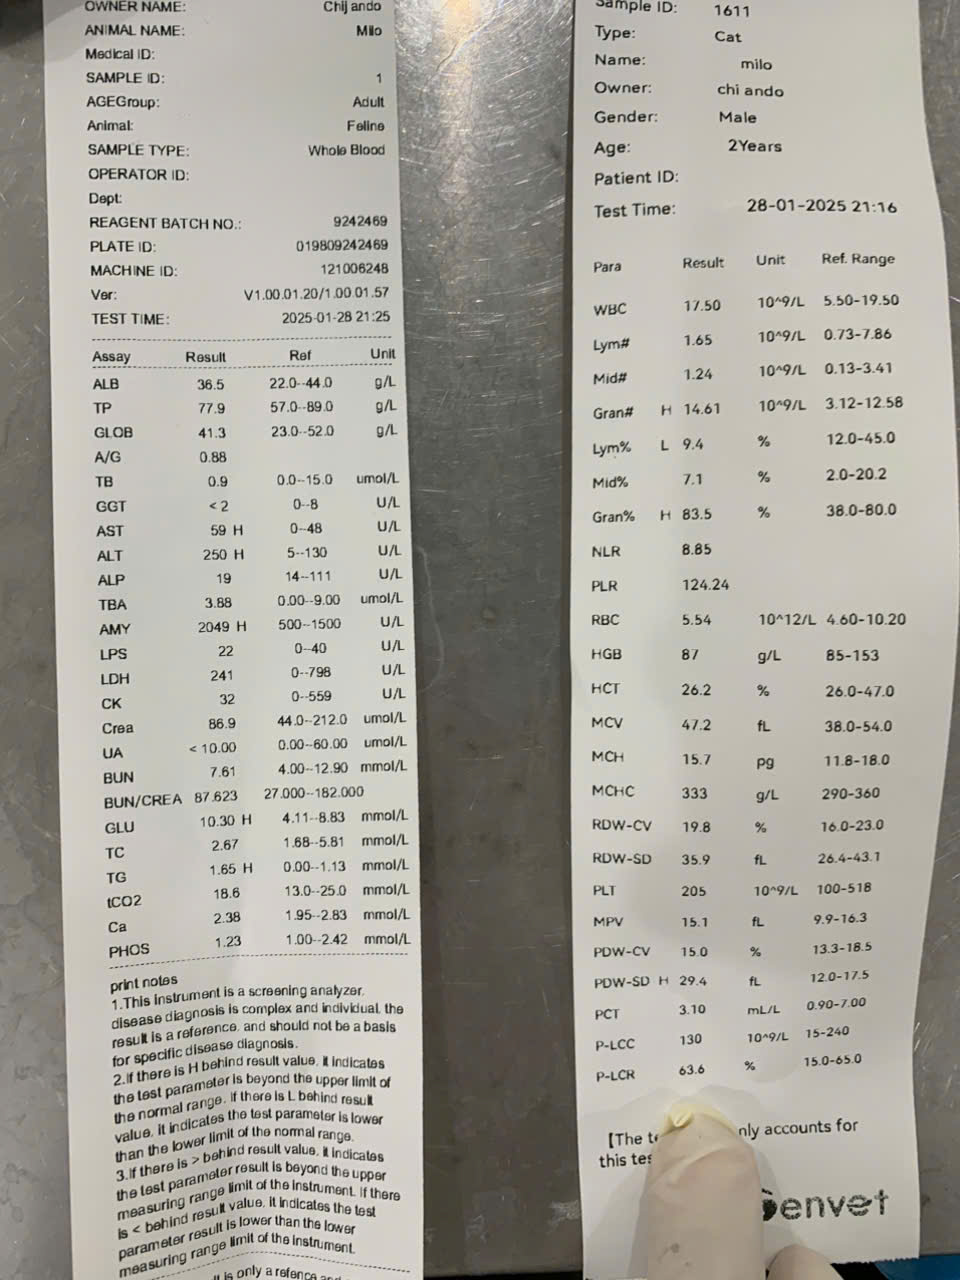 OWNER NAME: Chij ando
ANIMAL NAME: Milo
Medical ID:
SAMPLE ID: 1
AGEGroup: Adult
Animal: Feline
SAMPLE TYPE: Whole Blood
OPERATOR ID:
Dept:
REAGENT BATCH NO.: 9242469
PLATE ID: 019809242469
MACHINE ID: 121006248
Ver: V1.00.01.20/1.00.01.57
TEST TIME: 2025-01-28 21:25
Assay Result Ref Unit
ALB 36.5 22.0--44.0 g/L
TP 77.9 57.0--89.0 g/L
GLOB 41.3 23.0--52.0 g/L
A/G 0.88
TB 0.9 0.0--15.0 umol/L
GGT < 2 0--8 U/L
AST 59 H 0--48 U/L
ALT 250 H 5--130 U/L
ALP 19 14--111 U/L
TBA 3.88 0.00--9.00 umol/L
AMY 2049 H 500--1500 U/L
LPS 22 0--40 U/L
LDH 241 0--798 U/L
CK 32 0--559 U/L
Crea 86.9 44.0--212.0 umol/L
UA < 10.00 0.00--60.00 umol/L
BUN 7.61 4.00--12.90 mmol/L
BUN/CREA 87.623 27.000--182.000
GLU 10.30 H 4.11--8.83 mmol/L
TC 2.67 1.68--5.81 mmol/L
TG 1.65 H 0.00--1.13 mmol/L
tCO2 18.6 13.0--25.0 mmol/L
Ca 2.38 1.95--2.83 mmol/L
PHOS 1.23 1.00--2.42 mmol/L
print notes
1.This instrument is a screening analyzer,
disease diagnosis is complex and individual, the
result is a reference, and should not be a basis
for specific disease diagnosis.
2.If there is H behind result value, it indicates
the test parameter is beyond the upper limit of
the normal range. If there is L behind result
value, it indicates the test parameter is lower
than the lower limit of the normal range.
3.If there is > behind result value, it indicates
the test parameter result is beyond the upper
measuring range limit of the instrument. If there
is < behind result value, it indicates the test
parameter result is lower than the lower
measuring range limit of the instrument.
is only a refence
Sample ID: 1611
Type: Cat
Name: milo
Owner: chi ando
Gender: Male
Age: 2Years
Patient ID:
Test Time: 28-01-2025 21:16
Para Result Unit Ref. Range
WBC 17.50 10^9/L 5.50-19.50
Lym# 1.65 10^9/L 0.73-7.86
Mid# 1.24 10^9/L 0.13-3.41
Gran# H 14.61 10^9/L 3.12-12.58
Lym% L 9.4 % 12.0-45.0
Mid% 7.1 % 2.0-20.2
Gran% H 83.5 % 38.0-80.0
NLR 8.85
PLR 124.24
RBC 5.54 10^12/L 4.60-10.20
HGB 87 g/L 85-153
HCT 26.2 % 26.0-47.0
MCV 47.2 fL 38.0-54.0
MCH 15.7 pg 11.8-18.0
MCHC 333 g/L 290-360
RDW-CV 19.8 % 16.0-23.0
RDW-SD 35.9 fL 26.4-43.1
PLT 205 10^9/L 100-518
MPV 15.1 fL 9.9-16.3
PDW-CV 15.0 % 13.3-18.5
PDW-SD H 29.4 fL 12.0-17.5
PCT 3.10 mL/L 0.90-7.00
P-LCC 130 10^9/L 15-240
P-LCR 63.6 % 15.0-65.0
【The nly accounts for
this
envet